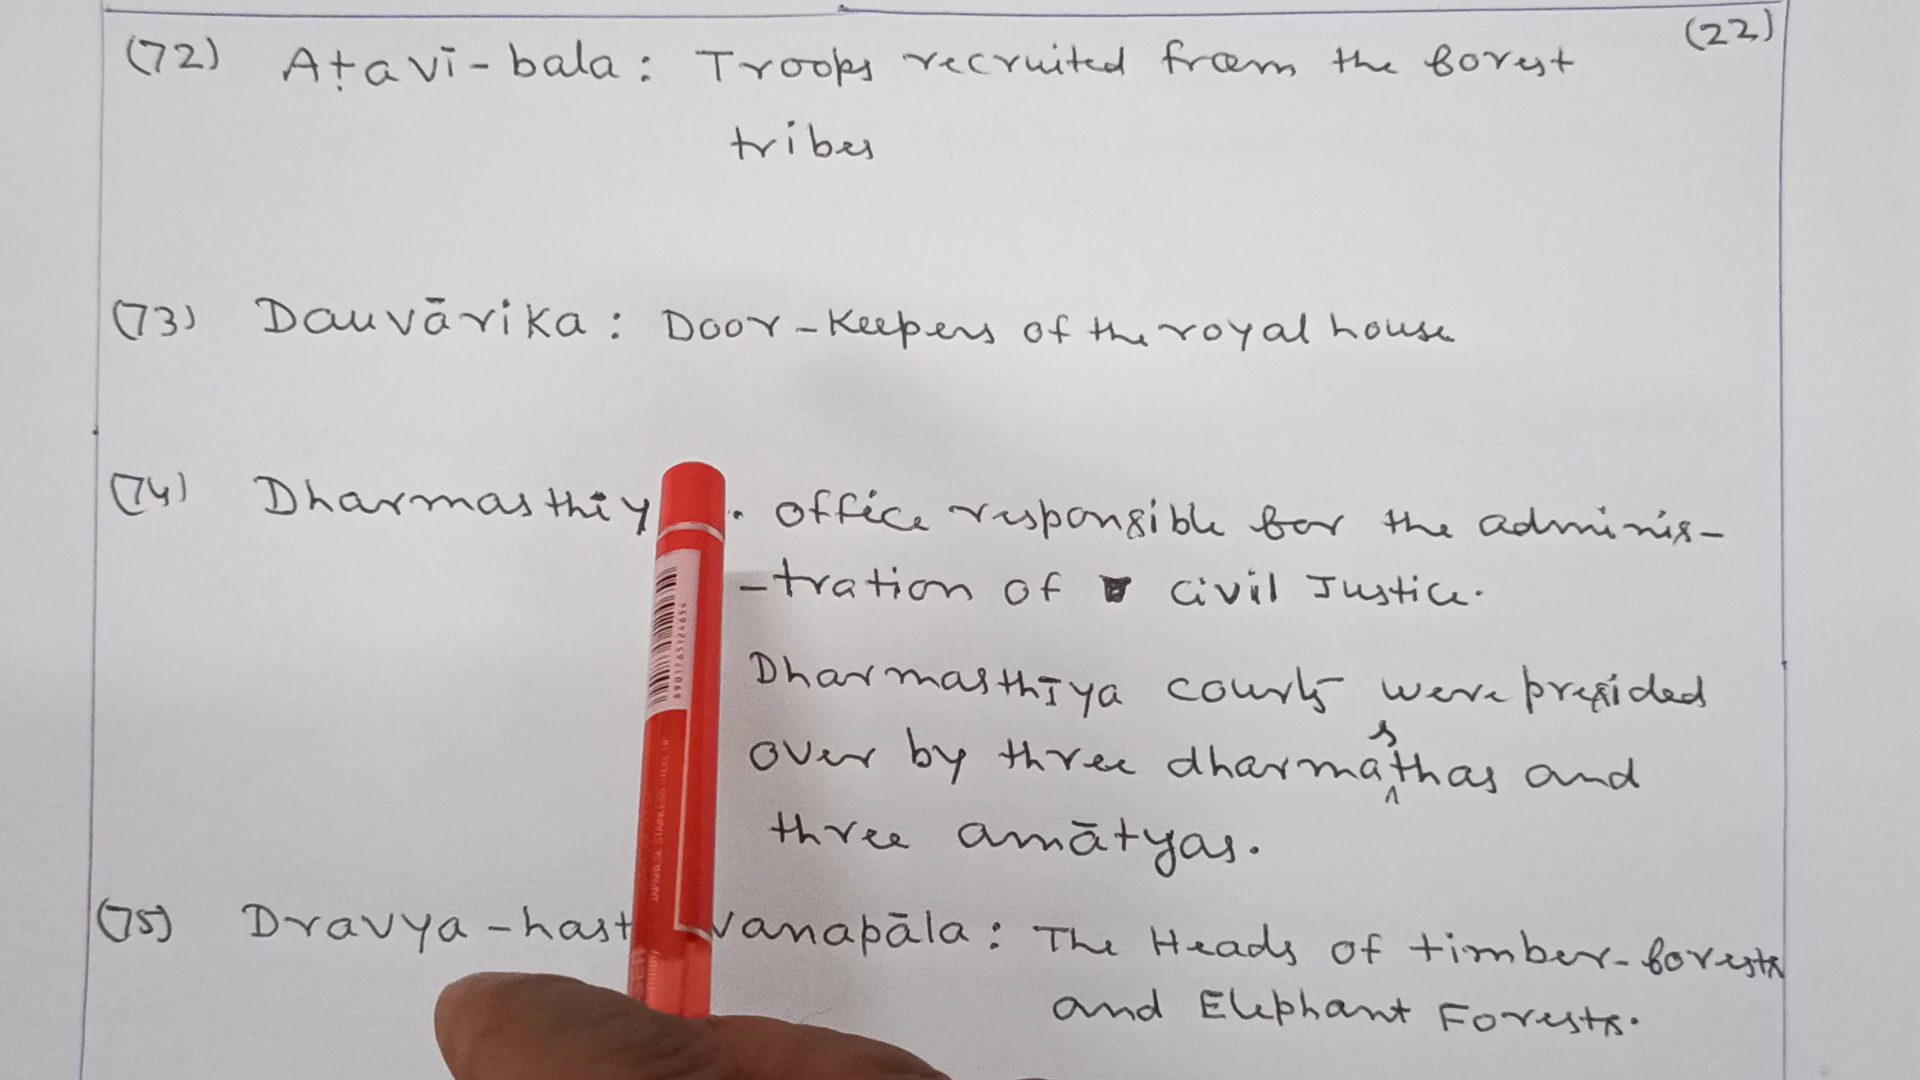 (22)
(72) Aṭavī-bala: Troops recruited from the forest
tribes
(73) Dauvārika: Door-Keepers of the royal house
(74) Dharmasthīy : office responsible for the adminis-
-tration of civil Justice.
Dharmasthīya courts were presided
over by three dharmasthas and
three amātyas.
(75) Dravya-hast vanapāla: The Heads of timber-forests
and Elephant Forests.
8901765124654